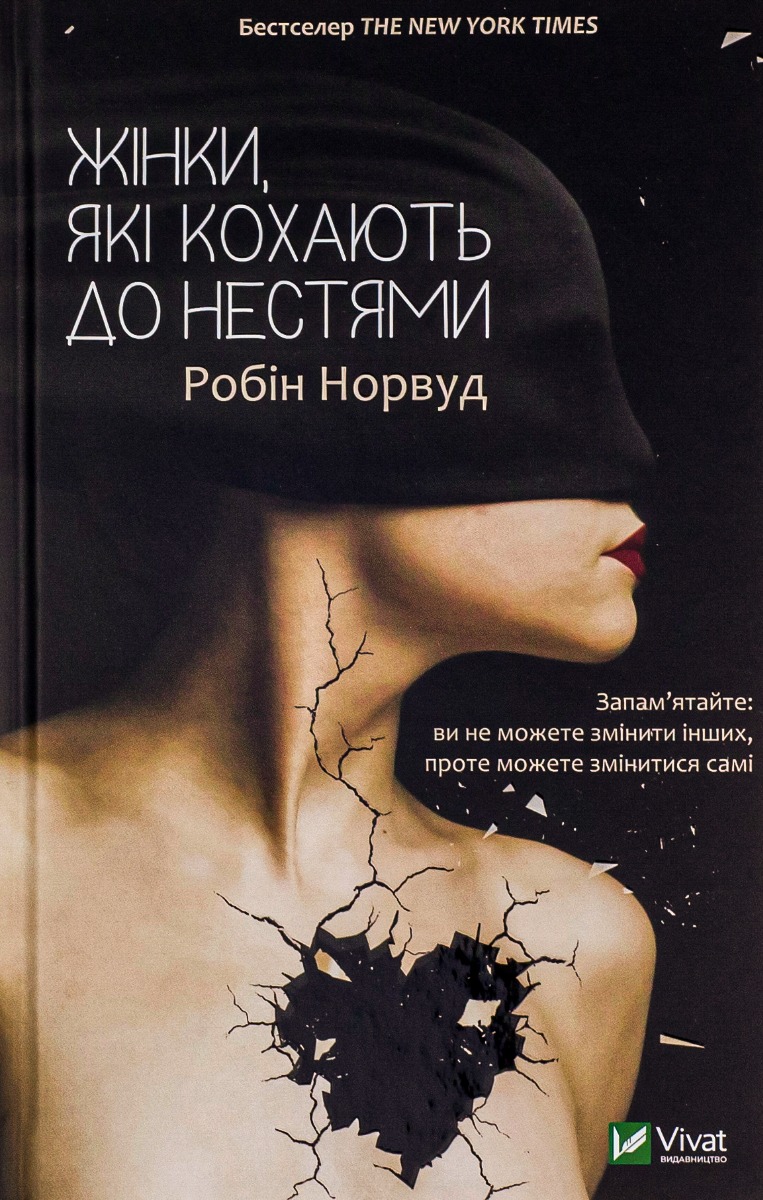 Бестселер THE NEW YORK TIMES
ЖІНКИ,
ЯКІ КОХАЮТЬ
ДО НЕСТЯМИ
Робін Норвуд
Запам’ятайте:
ви не можете змінити інших,
проте можете змінитися самі
Vivat
ВИДАВНИЦТВО